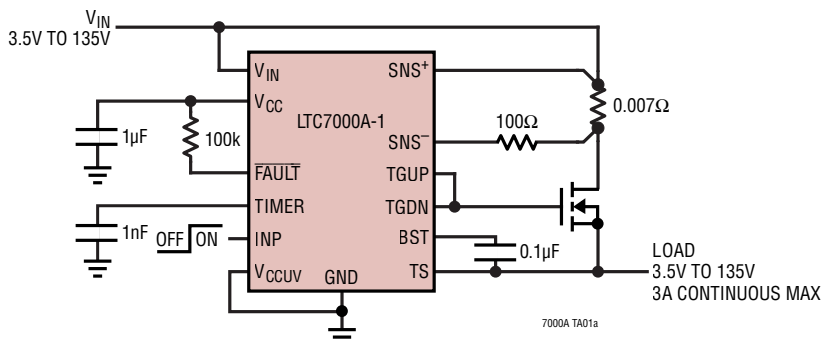 VIN
3.5V TO 135V
VIN
SNS+
0.007Ω
VCC
LTC7000A-1
1µF
100k
100Ω
SNS–
FAULT
TGUP
TIMER
TGDN
1nF
OFF
ON
INP
BST
0.1µF
VCCUV
GND
TS
LOAD
3.5V TO 135V
3A CONTINUOUS MAX
7000A TA01a